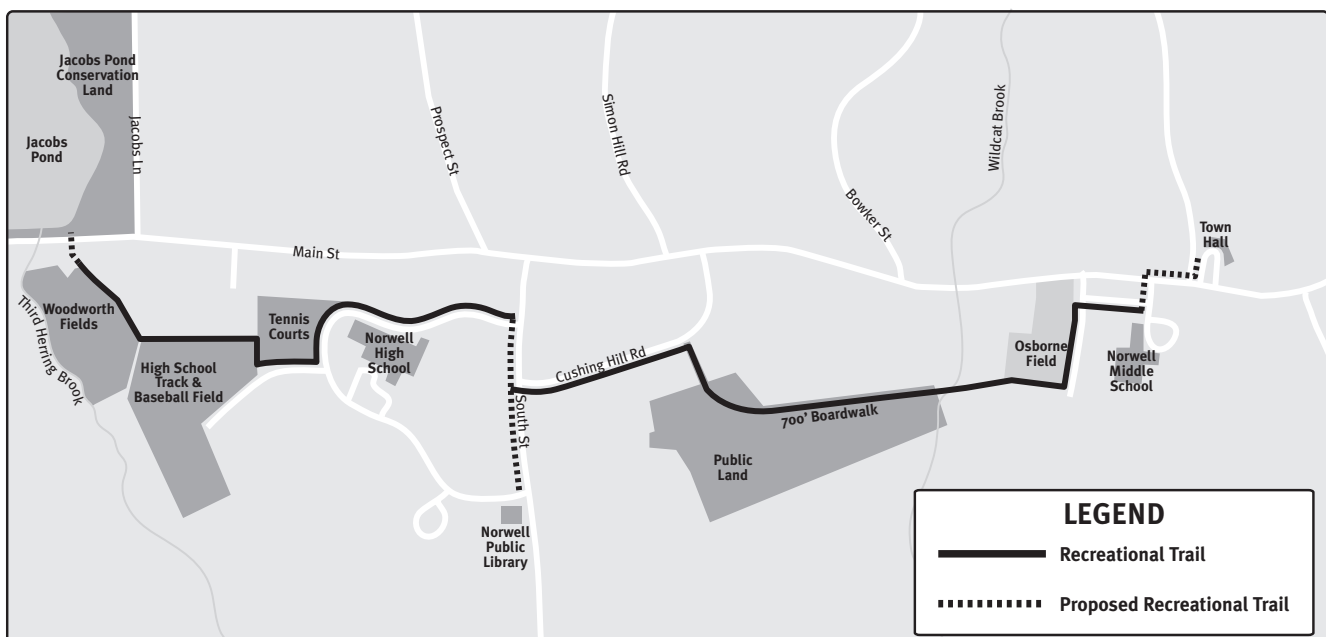 Jacobs Pond
Conservation
Land
Jacobs
Pond
Jacobs Ln
Prospect St
Simon Hill Rd
Bowker St
Wildcat Brook
Town
Hall
Main St
Woodworth
Fields
Third Herring Brook
High School
Track &
Baseball Field
Tennis
Courts
Norwell
High
School
Cushing Hill Rd
South St
Osborne
Field
Norwell
Middle
School
700' Boardwalk
Public
Land
Norwell
Public
Library
LEGEND
Recreational Trail
Proposed Recreational Trail